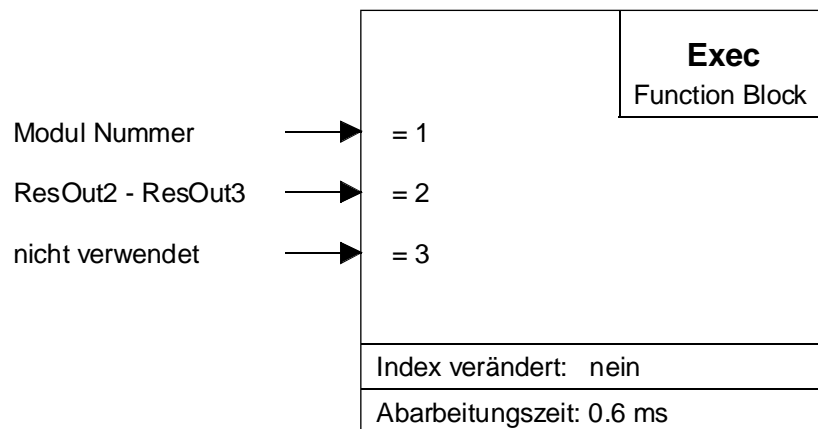 Exec
Function Block
Modul Nummer = 1
ResOut2 - ResOut3 = 2
nicht verwendet = 3
Index verändert: nein
Abarbeitungszeit: 0.6 ms